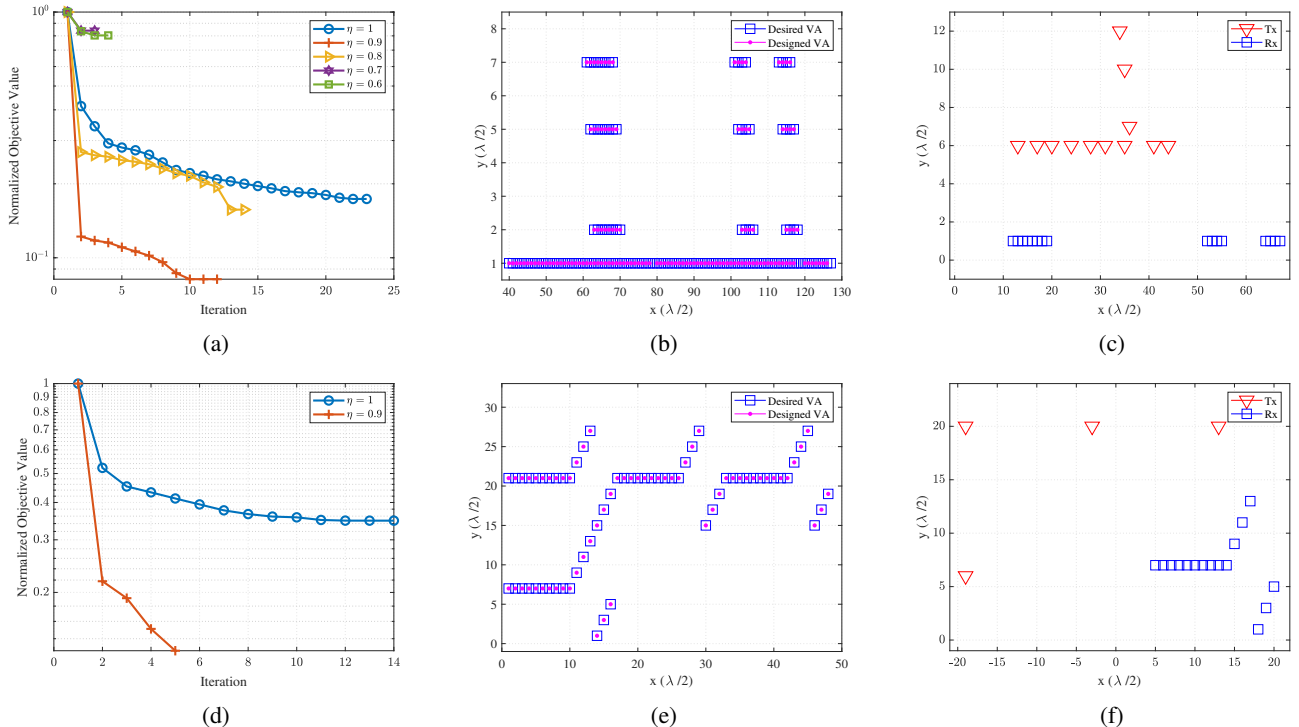 η = 1
η = 0.9
η = 0.8
η = 0.7
η = 0.6
Normalized Objective Value
10^0
10^-1
0 5 10 15 20 25
Iteration
(a)
Desired VA
Designed VA
y (λ/2)
8
7
6
5
4
3
2
1
40 50 60 70 80 90 100 110 120 130
x (λ/2)
(b)
Tx
Rx
y (λ/2)
12
10
8
6
4
2
0
0 10 20 30 40 50 60
x (λ/2)
(c)
η = 1
η = 0.9
Normalized Objective Value
1
0.9
0.8
0.7
0.6
0.5
0.4
0.3
0.2
0 2 4 6 8 10 12 14
Iteration
(d)
Desired VA
Designed VA
y (λ/2)
30
25
20
15
10
5
0
0 10 20 30 40 50
x (λ/2)
(e)
Tx
Rx
y (λ/2)
20
15
10
5
0
-20 -15 -10 -5 0 5 10 15 20
x (λ/2)
(f)